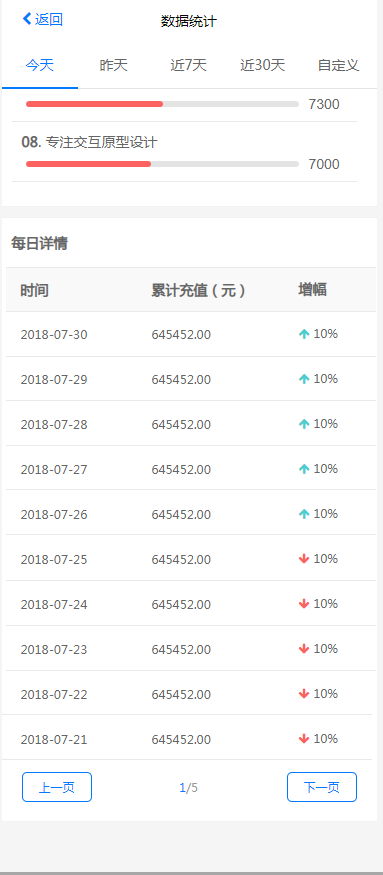 返回 数据统计
今天 昨天 近7天 近30天 自定义
7300
08. 专注交互原型设计
7000
每日详情
时间 累计充值（元） 增幅
2018-07-30 645452.00 10%
2018-07-29 645452.00 10%
2018-07-28 645452.00 10%
2018-07-27 645452.00 10%
2018-07-26 645452.00 10%
2018-07-25 645452.00 10%
2018-07-24 645452.00 10%
2018-07-23 645452.00 10%
2018-07-22 645452.00 10%
2018-07-21 645452.00 10%
上一页 1/5 下一页